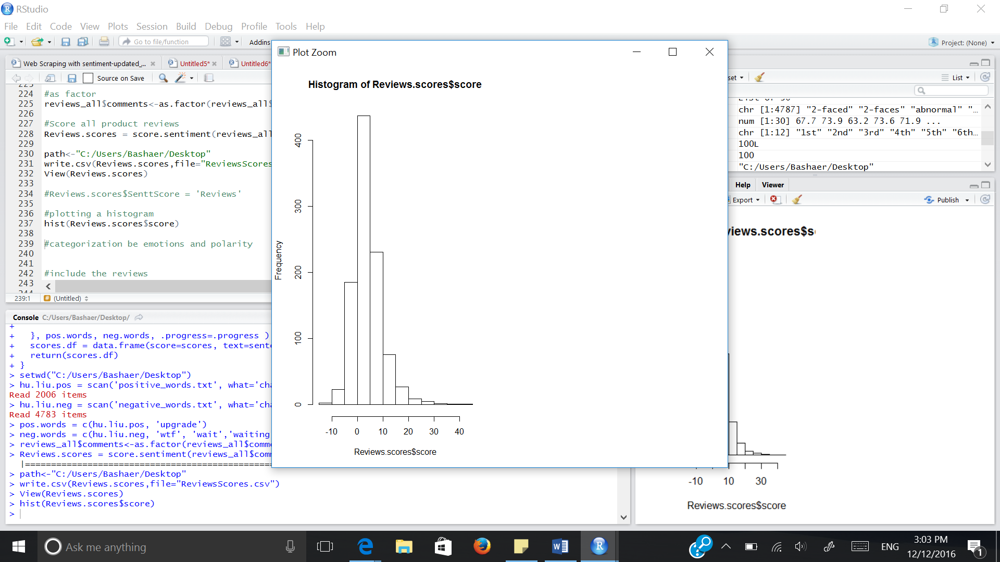 RStudio
File Edit Code View Plots Session Build Debug Profile Tools Help
Go to file/function
Addins
Project: (None)
Web Scraping with sentiment-updated_...
Untitled5*
Untitled6*
Source on Save
224 #as factor
225 reviews_all$comments<-as.factor(reviews_all$
226
227 #Score all product reviews
228 Reviews.scores = score.sentiment(reviews_all
229
230 path<-"C:/Users/Bashaer/Desktop"
231 write.csv(Reviews.scores,file="ReviewsScores
232 View(Reviews.scores)
233
234 #Reviews.scores$SenttScore = 'Reviews'
235
236 #plotting a histogram
237 hist(Reviews.scores$score)
238
239 #categorization be emotions and polarity
240
241
242 #include the reviews
243
239:1 (Untitled)
Console C:/Users/Bashaer/Desktop/
+
+ }, pos.words, neg.words, .progress=.progress )
+ scores.df = data.frame(score=scores, text=sente
+ return(scores.df)
+ }
> setwd("C:/Users/Bashaer/Desktop")
> hu.liu.pos = scan('positive_words.txt', what='cha
Read 2006 items
> hu.liu.neg = scan('negative_words.txt', what='cha
Read 4783 items
> pos.words = c(hu.liu.pos, 'upgrade')
> neg.words = c(hu.liu.neg, 'wtf', 'wait','waiting
> reviews_all$comments<-as.factor(reviews_all$comme
> Reviews.scores = score.sentiment(reviews_all$com
|==================================================
> path<-"C:/Users/Bashaer/Desktop"
> write.csv(Reviews.scores,file="ReviewsScores.csv")
> View(Reviews.scores)
> hist(Reviews.scores$score)
>
Plot Zoom
Histogram of Reviews.scores$score
Frequency
400
300
200
100
0
-10 0 10 20 30 40
Reviews.scores$score
set
List
chr [1:4787] "2-faced" "2-faces" "abnormal" "...
num [1:30] 67.7 73.9 63.2 73.6 71.9 ...
chr [1:12] "1st" "2nd" "3rd" "4th" "5th" "6th...
100L
100
"C:/Users/Bashaer/Desktop"
Help Viewer
Export
Publish
views.scores$s
-10 10 30
Reviews.scores$score
Ask me anything
ENG
3:03 PM
12/12/2016
1